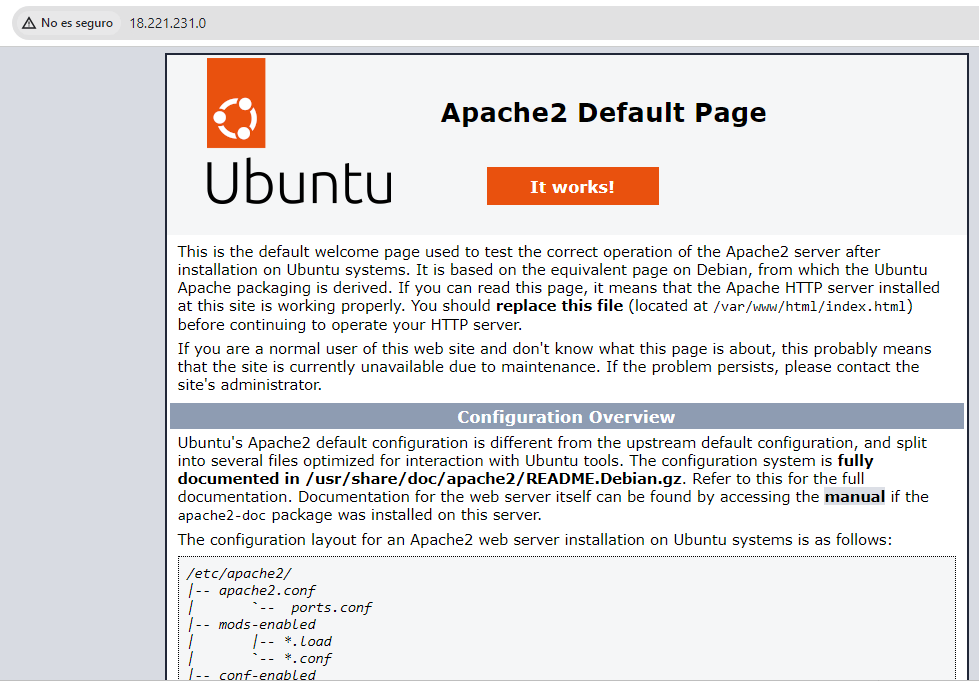 No es seguro 18.221.231.0
Apache2 Default Page
Ubuntu
It works!
This is the default welcome page used to test the correct operation of the Apache2 server after
installation on Ubuntu systems. It is based on the equivalent page on Debian, from which the Ubuntu
Apache packaging is derived. If you can read this page, it means that the Apache HTTP server installed
at this site is working properly. You should replace this file (located at /var/www/html/index.html)
before continuing to operate your HTTP server.
If you are a normal user of this web site and don't know what this page is about, this probably means
that the site is currently unavailable due to maintenance. If the problem persists, please contact the
site's administrator.
Configuration Overview
Ubuntu's Apache2 default configuration is different from the upstream default configuration, and split
into several files optimized for interaction with Ubuntu tools. The configuration system is fully
documented in /usr/share/doc/apache2/README.Debian.gz. Refer to this for the full
documentation. Documentation for the web server itself can be found by accessing the manual if the
apache2-doc package was installed on this server.
The configuration layout for an Apache2 web server installation on Ubuntu systems is as follows:
/etc/apache2/
|-- apache2.conf
|       `--  ports.conf
|-- mods-enabled
|       |-- *.load
|       `-- *.conf
|-- conf-enabled